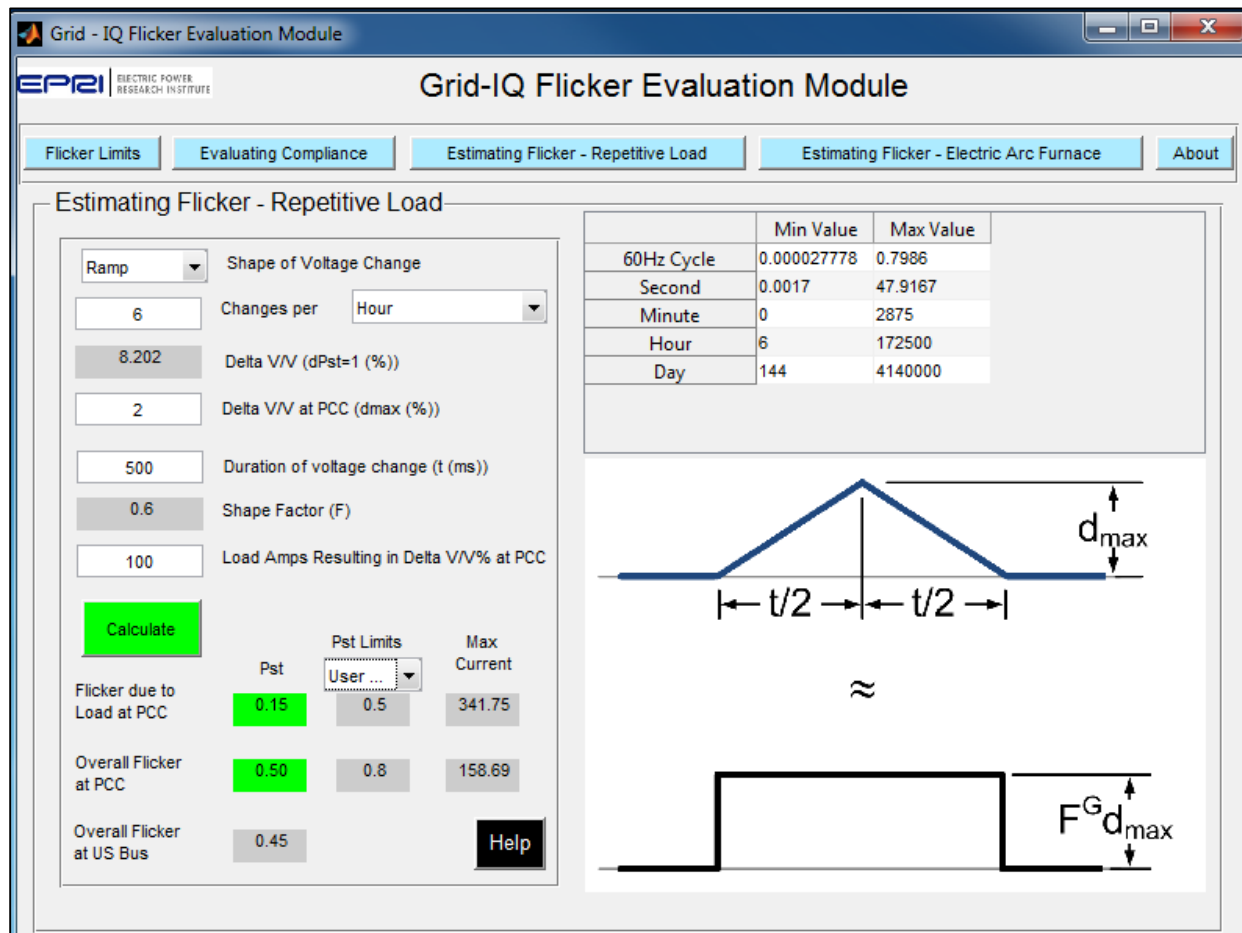 Grid - IQ Flicker Evaluation Module
EPRI ELECTRIC POWER
RESEARCH INSTITUTE
Grid-IQ Flicker Evaluation Module
Flicker Limits Evaluating Compliance Estimating Flicker - Repetitive Load Estimating Flicker - Electric Arc Furnace About
Estimating Flicker - Repetitive Load
Ramp Shape of Voltage Change
6 Changes per Hour
8.202 Delta V/V (dPst=1 (%))
2 Delta V/V at PCC (dmax (%))
500 Duration of voltage change (t (ms))
0.6 Shape Factor (F)
100 Load Amps Resulting in Delta V/V% at PCC
Calculate
Pst Pst Limits Max
Current
User ...
Flicker due to
Load at PCC
0.15 0.5 341.75
Overall Flicker
at PCC
0.50 0.8 158.69
Overall Flicker
at US Bus
0.45
Help
Min Value Max Value
60Hz Cycle 0.000027778 0.7986
Second 0.0017 47.9167
Minute 0 2875
Hour 6 172500
Day 144 4140000
dmax
t/2 t/2
≈
F^G dmax